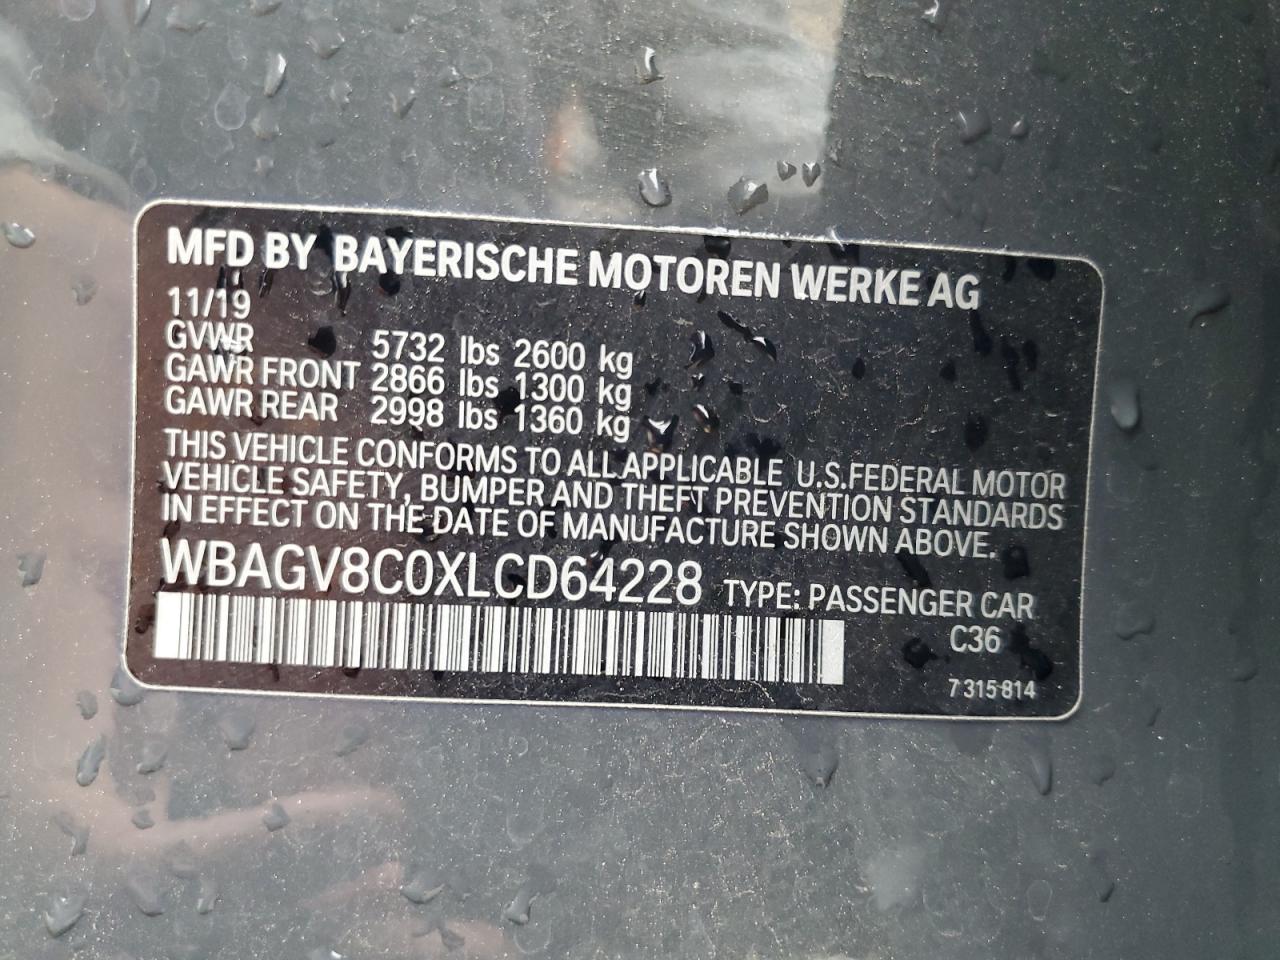 MFD BY BAYERISCHE MOTOREN WERKE AG
11/19
GVWR 5732 lbs 2600 kg
GAWR FRONT 2866 lbs 1300 kg
GAWR REAR 2998 lbs 1360 kg
THIS VEHICLE CONFORMS TO ALL APPLICABLE U.S.FEDERAL MOTOR
VEHICLE SAFETY, BUMPER AND THEFT PREVENTION STANDARDS
IN EFFECT ON THE DATE OF MANUFACTURE SHOWN ABOVE.
WBAGV8C0XLCD64228 TYPE: PASSENGER CAR
C36
7 315 814